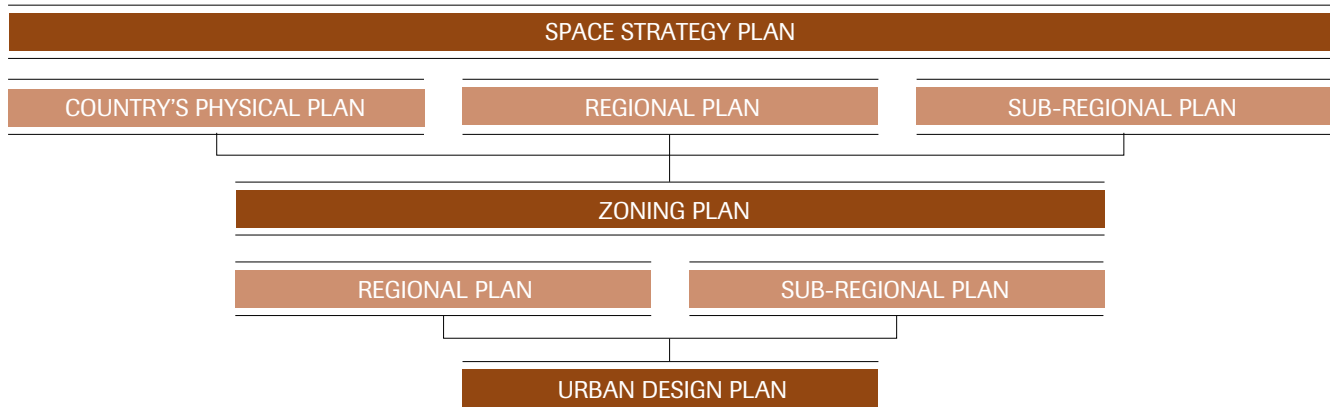 SPACE STRATEGY PLAN
COUNTRY'S PHYSICAL PLAN
REGIONAL PLAN
SUB-REGIONAL PLAN
ZONING PLAN
REGIONAL PLAN
SUB-REGIONAL PLAN
URBAN DESIGN PLAN